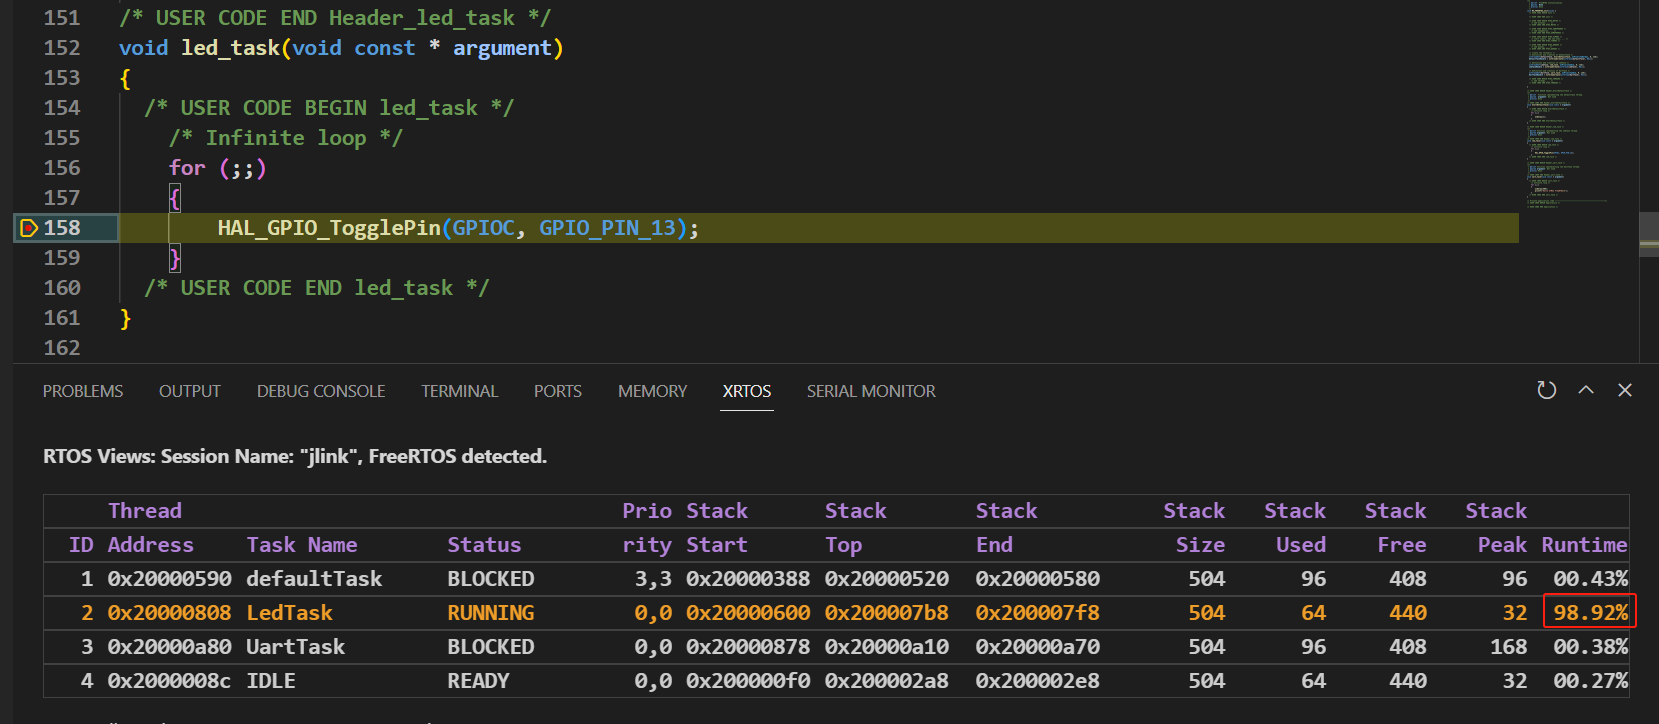 151 /* USER CODE END Header_led_task */
152 void led_task(void const * argument)
153 {
154 /* USER CODE BEGIN led_task */
155 /* Infinite loop */
156 for (;;)
157 {
158 HAL_GPIO_TogglePin(GPIOC, GPIO_PIN_13);
159 }
160 /* USER CODE END led_task */
161 }
162
PROBLEMS OUTPUT DEBUG CONSOLE TERMINAL PORTS MEMORY XRTOS SERIAL MONITOR
RTOS Views: Session Name: "jlink", FreeRTOS detected.
Thread Prio Stack Stack Stack Stack Stack Stack Stack
ID Address Task Name Status rity Start Top End Size Used Free Peak Runtime
1 0x20000590 defaultTask BLOCKED 3,3 0x20000388 0x20000520 0x20000580 504 96 408 96 00.43%
2 0x20000808 LedTask RUNNING 0,0 0x20000600 0x200007b8 0x200007f8 504 64 440 32 98.92%
3 0x20000a80 UartTask BLOCKED 0,0 0x20000878 0x20000a10 0x20000a70 504 96 408 168 00.38%
4 0x2000008c IDLE READY 0,0 0x200000f0 0x200002a8 0x200002e8 504 64 440 32 00.27%